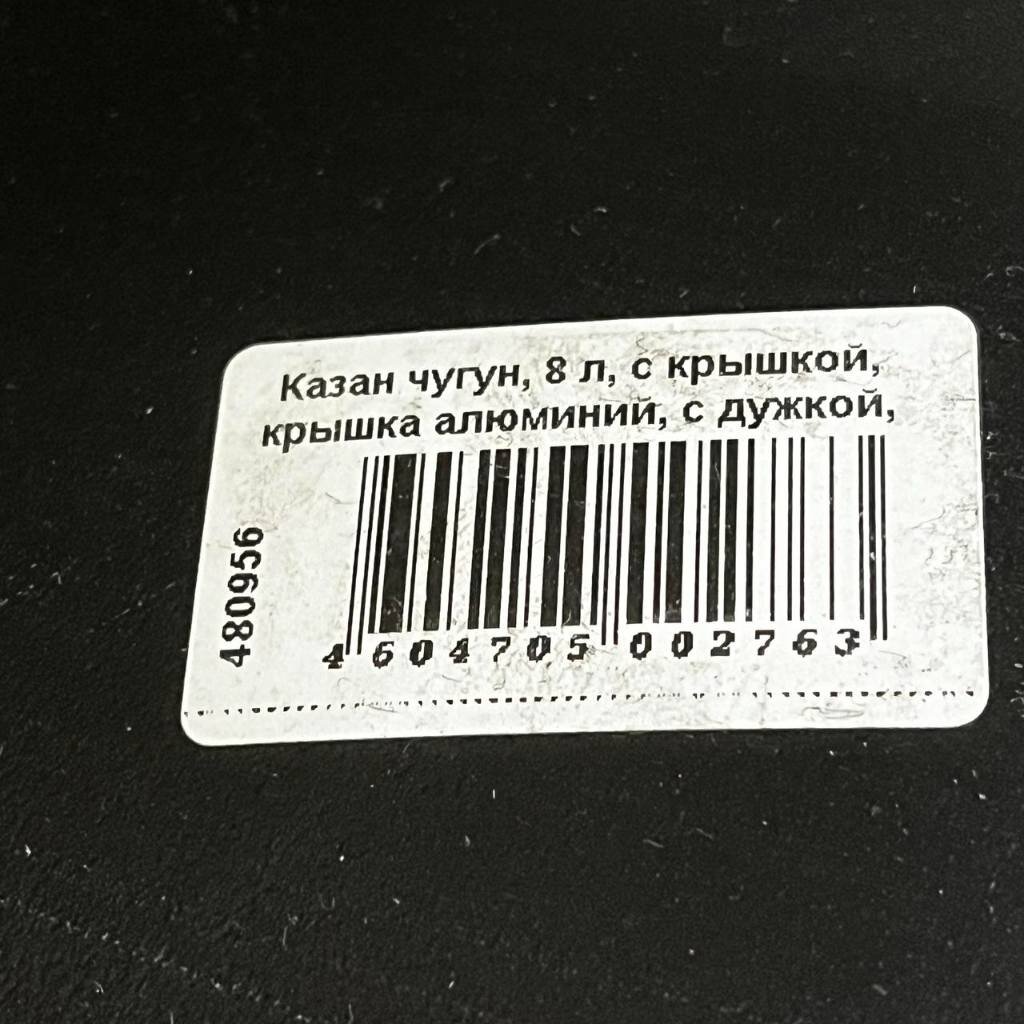 Казан чугун, 8 л, с крышкой,
крышка алюминий, с дужкой,
480956
4 604705 002763